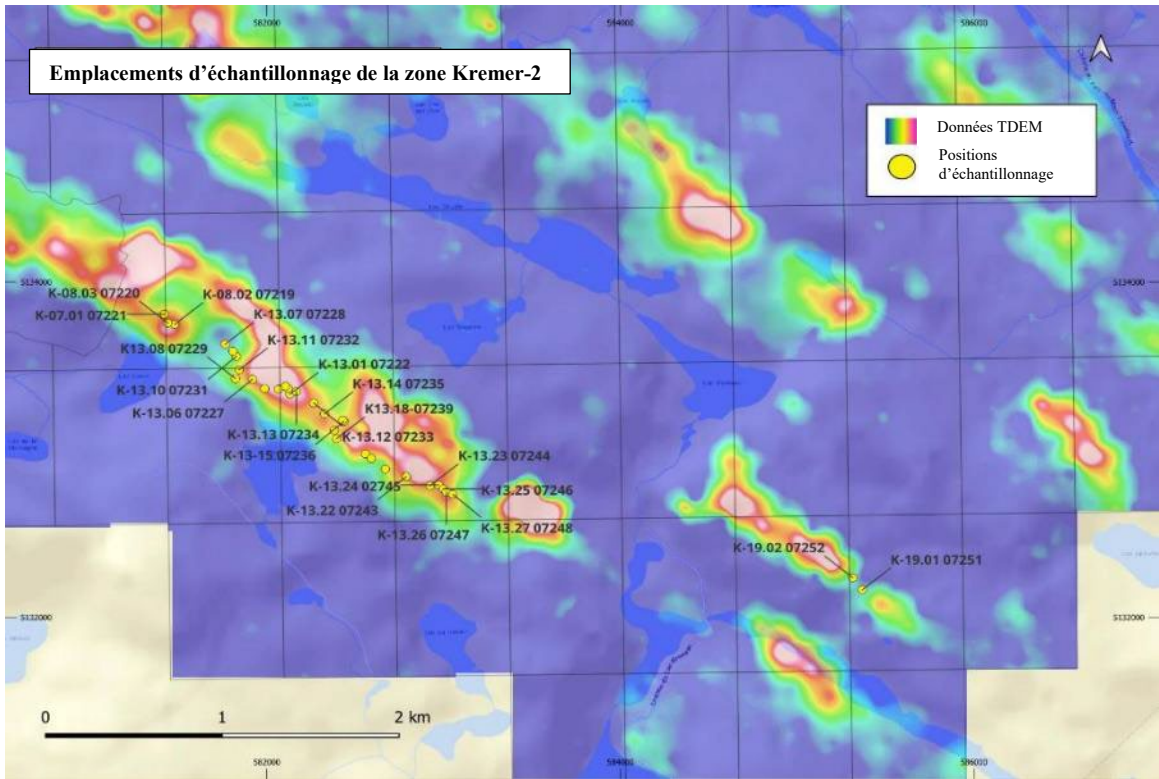 582000
584000
586000
Emplacements d'échantillonnage de la zone Kremer-2
Données TDEM
Positions
d'échantillonnage
5134000
5134000
K-08.03 07220
K-08.02 07219
K-07.01 07221
K-13.07 07228
K13.08 07229
K-13.11 07232
K-13.01 07222
K-13.10 07231
K-13.14 07235
K-13.06 07227
K13.18-07239
K-13.13 07234
K-13.12 07233
K-13-15 07236
K-13.23 07244
K-13.24 02745
K-13.25 07246
K-13.22 07243
K-13.26 07247
K-13.27 07248
K-19.02 07252
K-19.01 07251
5132000
5132000
0
1
2 km
582000
584000
586000